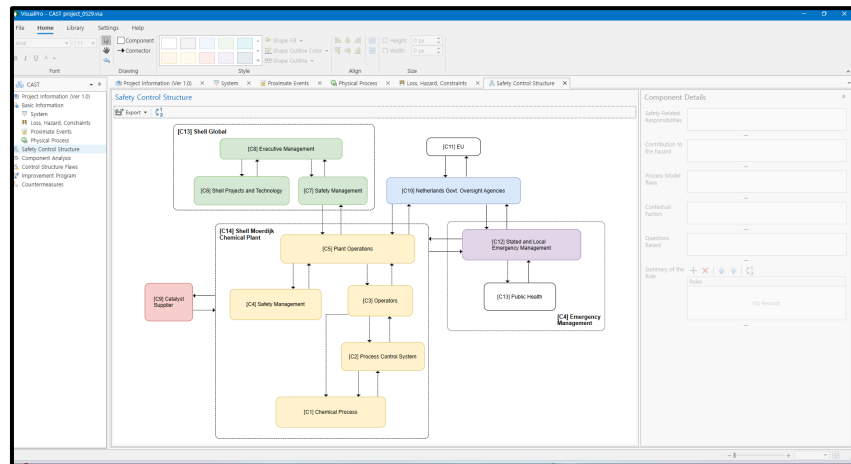 VisualPro - CAST project_0529.vsa
File Home Library Settings Help
Arial 11
Component
Connector
Shape Fill
Shape Outline Color
Shape Outline
Height: 0 px
Width: 0 px
B I U A
Font Drawing Style Align Size
CAST
Project Information (Ver 1.0)
Basic Information
System
Loss, Hazard, Constraints
Proximate Events
Physical Process
Safety Control Structure
Component Analysis
Control Structure Flaws
Improvement Program
Countermeasures
Project Information (Ver 1.0) × System × Proximate Events × Physical Process × Loss, Hazard, Constraints × Safety Control Structure ×
Safety Control Structure
Export
[C13] Shell Global
[C8] Executive Management
[C6] Shell Projects and Technology
[C7] Safety Management
[C11] EU
[C10] Netherlands Govt. Oversight Agencies
[C14] Shell Moerdijk
Chemical Plant
[C5] Plant Operations
[C12] Stated and Local
Emergency Management
[C9] Catalyst
Supplier
[C4] Safety Management
[C3] Operators
[C13] Public Health
[C4] Emergency
Management
[C2] Process Control System
[C1] Chemical Process
Component Details
Safety-Related
Responsibilities
Contribution to
the hazard
Process Model
flaws
Contextual
Factors
Questions
Raised
Summary of the
Role
Roles
No Records